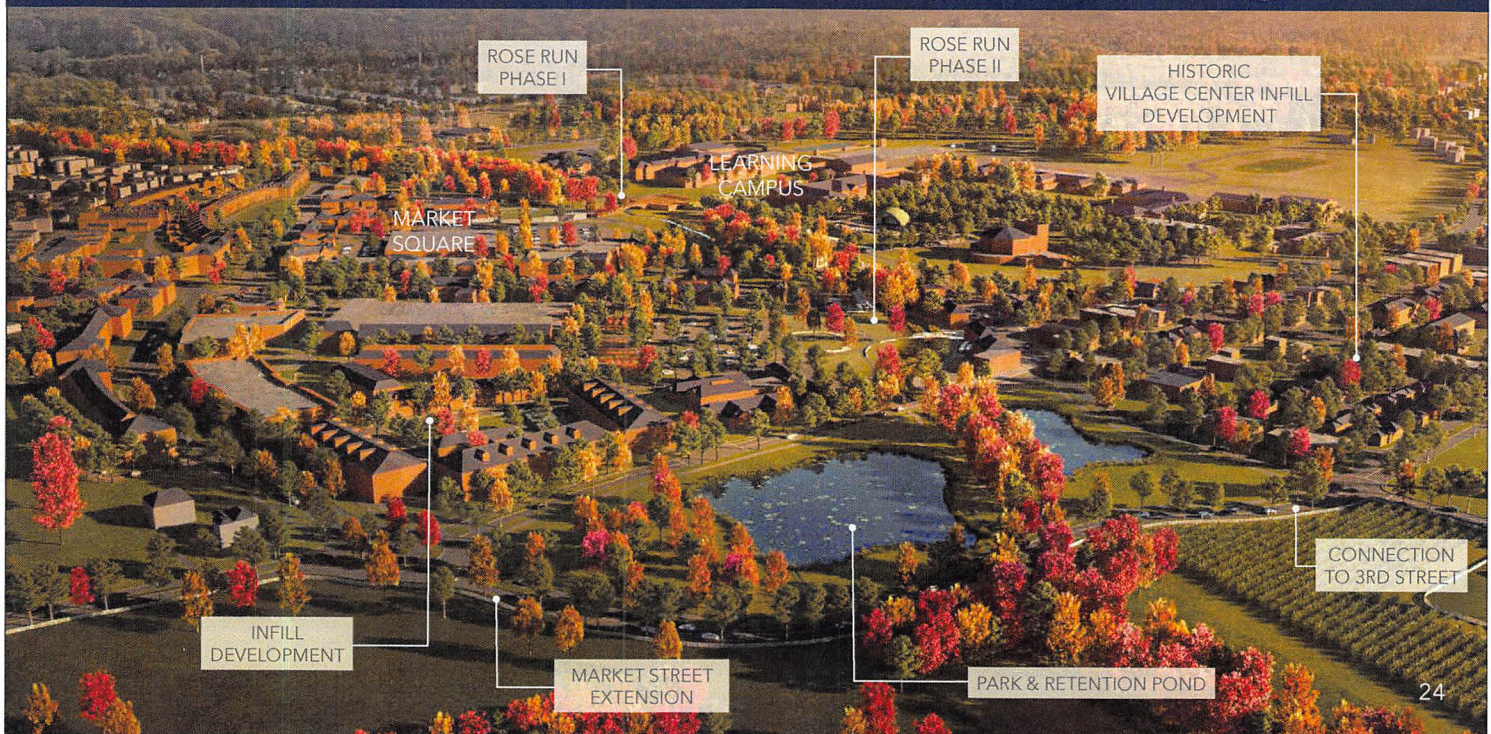 ROSE RUN
PHASE I
ROSE RUN
PHASE II
HISTORIC
VILLAGE CENTER INFILL
DEVELOPMENT
LEARNING
CAMPUS
MARKET
SQUARE
CONNECTION
TO 3RD STREET
INFILL
DEVELOPMENT
MARKET STREET
EXTENSION
PARK & RETENTION POND
24